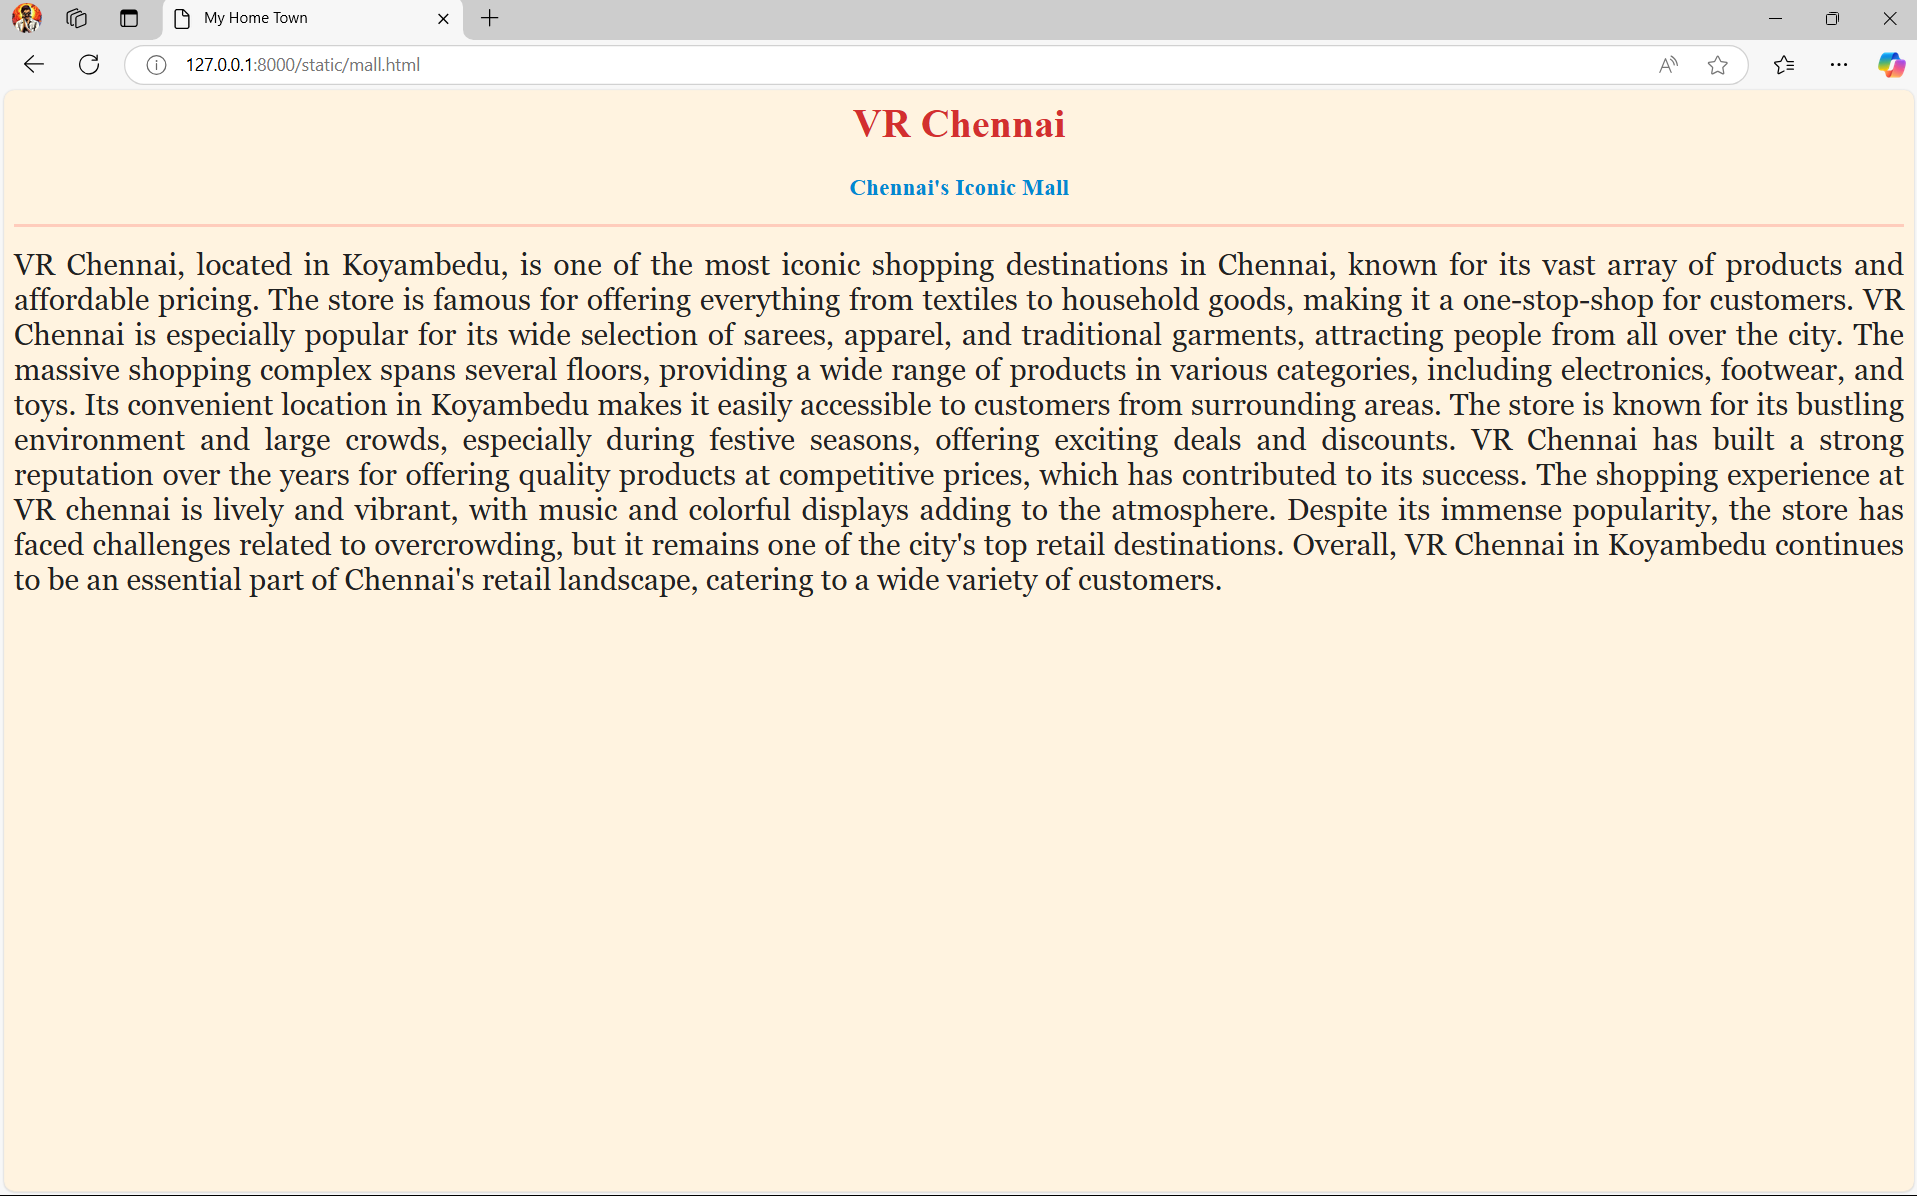 My Home Town
127.0.0.1:8000/static/mall.html
VR Chennai
Chennai's Iconic Mall
VR Chennai, located in Koyambedu, is one of the most iconic shopping destinations in Chennai, known for its vast array of products and
affordable pricing. The store is famous for offering everything from textiles to household goods, making it a one-stop-shop for customers. VR
Chennai is especially popular for its wide selection of sarees, apparel, and traditional garments, attracting people from all over the city. The
massive shopping complex spans several floors, providing a wide range of products in various categories, including electronics, footwear, and
toys. Its convenient location in Koyambedu makes it easily accessible to customers from surrounding areas. The store is known for its bustling
environment and large crowds, especially during festive seasons, offering exciting deals and discounts. VR Chennai has built a strong
reputation over the years for offering quality products at competitive prices, which has contributed to its success. The shopping experience at
VR chennai is lively and vibrant, with music and colorful displays adding to the atmosphere. Despite its immense popularity, the store has
faced challenges related to overcrowding, but it remains one of the city's top retail destinations. Overall, VR Chennai in Koyambedu continues
to be an essential part of Chennai's retail landscape, catering to a wide variety of customers.